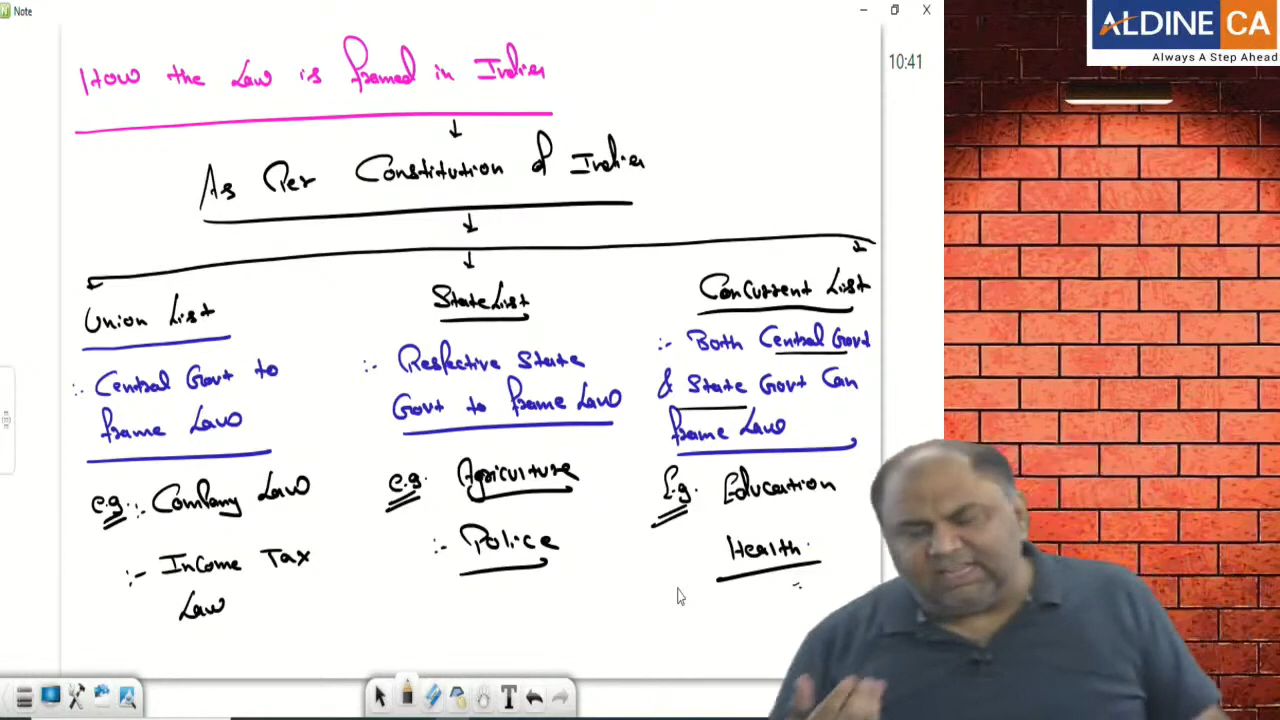 Note
ALDINE CA
Always A Step Ahead
10:41
How the Law is framed in India
As Per Constitution of India
Union List
:- Central Govt to
frame Law
e.g :- Company Law
:- Income Tax
Law
State List
:- Respective State
Govt to frame Law
e.g. Agriculture
:- Police
Concurrent List
:- Both Central Govt
& State Govt Can
frame Law
E.g. Education
Health.
T